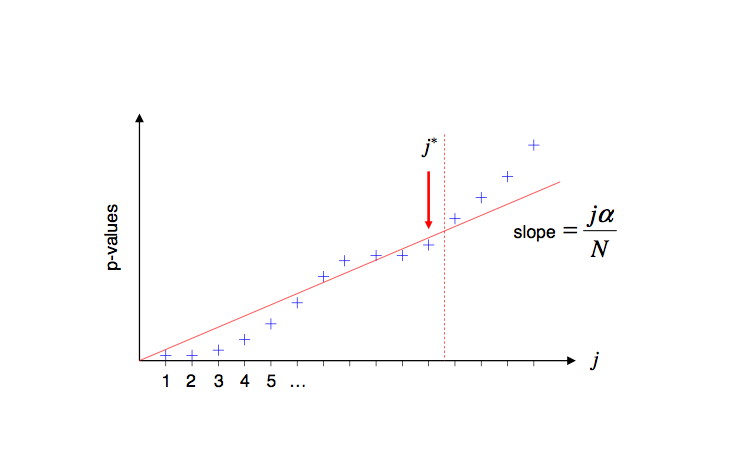 j*
p-values
slope = jα/N
j
1 2 3 4 5 ...